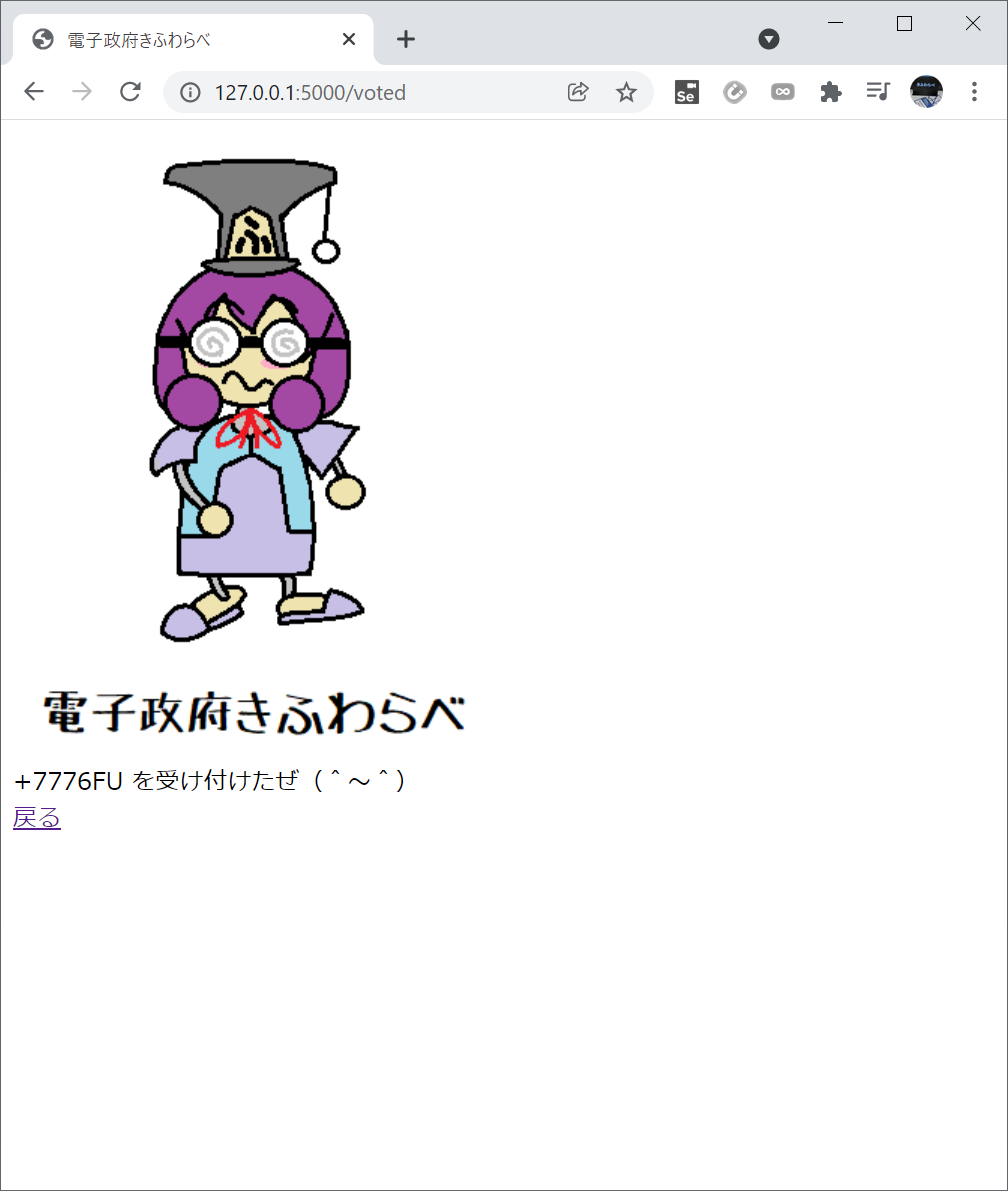 電子政府きふわらべ
127.0.0.1:5000/voted
Se
ふ
電子政府きふわらべ
+7776FU を受け付けたぜ（＾～＾）
戻る